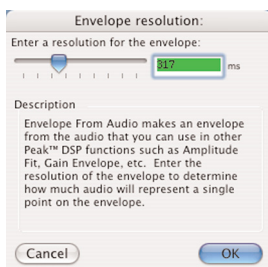 Envelope resolution:
Enter a resolution for the envelope:
317 ms
Description
Envelope From Audio makes an envelope
from the audio that you can use in other
Peak™ DSP functions such as Amplitude
Fit, Gain Envelope, etc.  Enter the
resolution of the envelope to determine
how much audio will represent a single
point on the envelope.
Cancel OK